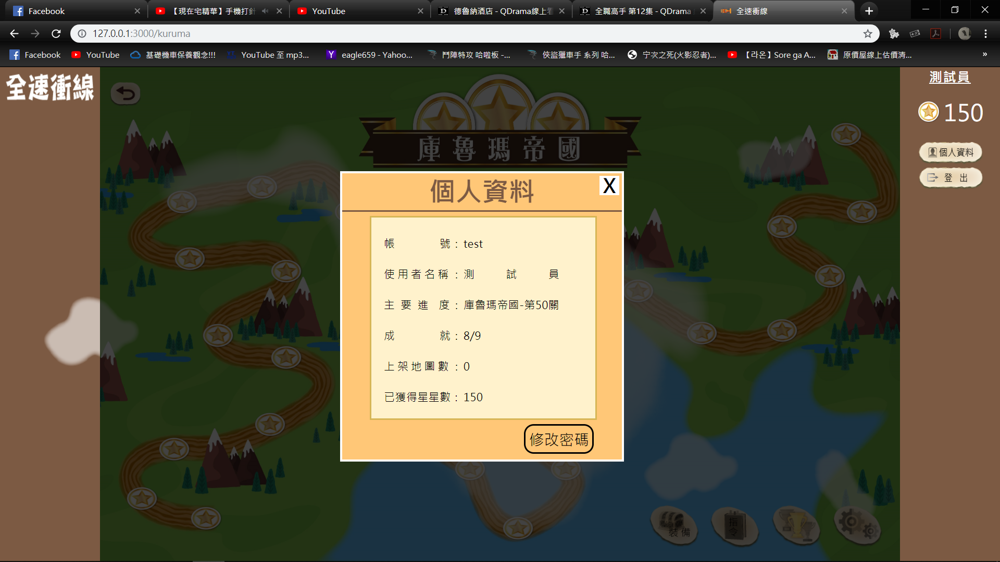 Facebook
【現在宅精華】手機打針
YouTube
德魯納酒店 - QDrama線上看
全職高手 第12集 - QDrama
全速衝線
127.0.0.1:3000/kuruma
Facebook
YouTube
基礎機車保養觀念!!!
YouTube 至 mp3...
eagle659 - Yahoo...
鬥陣特攻 哈啦板 -...
俠盜獵車手 系列 哈...
宁次之死(火影忍者)...
【라온】Sore ga A...
原價屋線上估價清...
»
全速衝線
測試員
150
個人資料
登 出
庫魯瑪帝國
個人資料
X
帳 號：test
使用者名稱：測 試 員
主要進度：庫魯瑪帝國-第50關
成 就：8/9
上架地圖數：0
已獲得星星數：150
修改密碼
裝備
指令